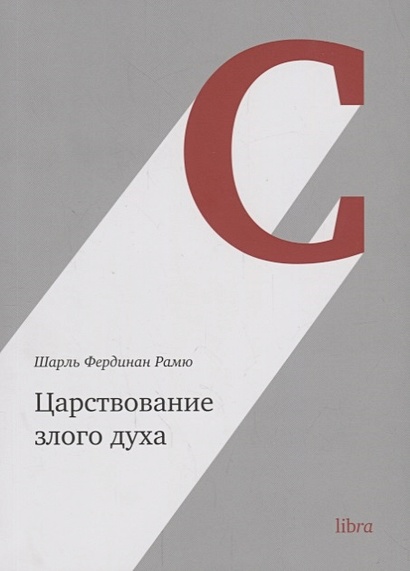 С
Шарль Фердинан Рамю
Царствование
злого духа
libra